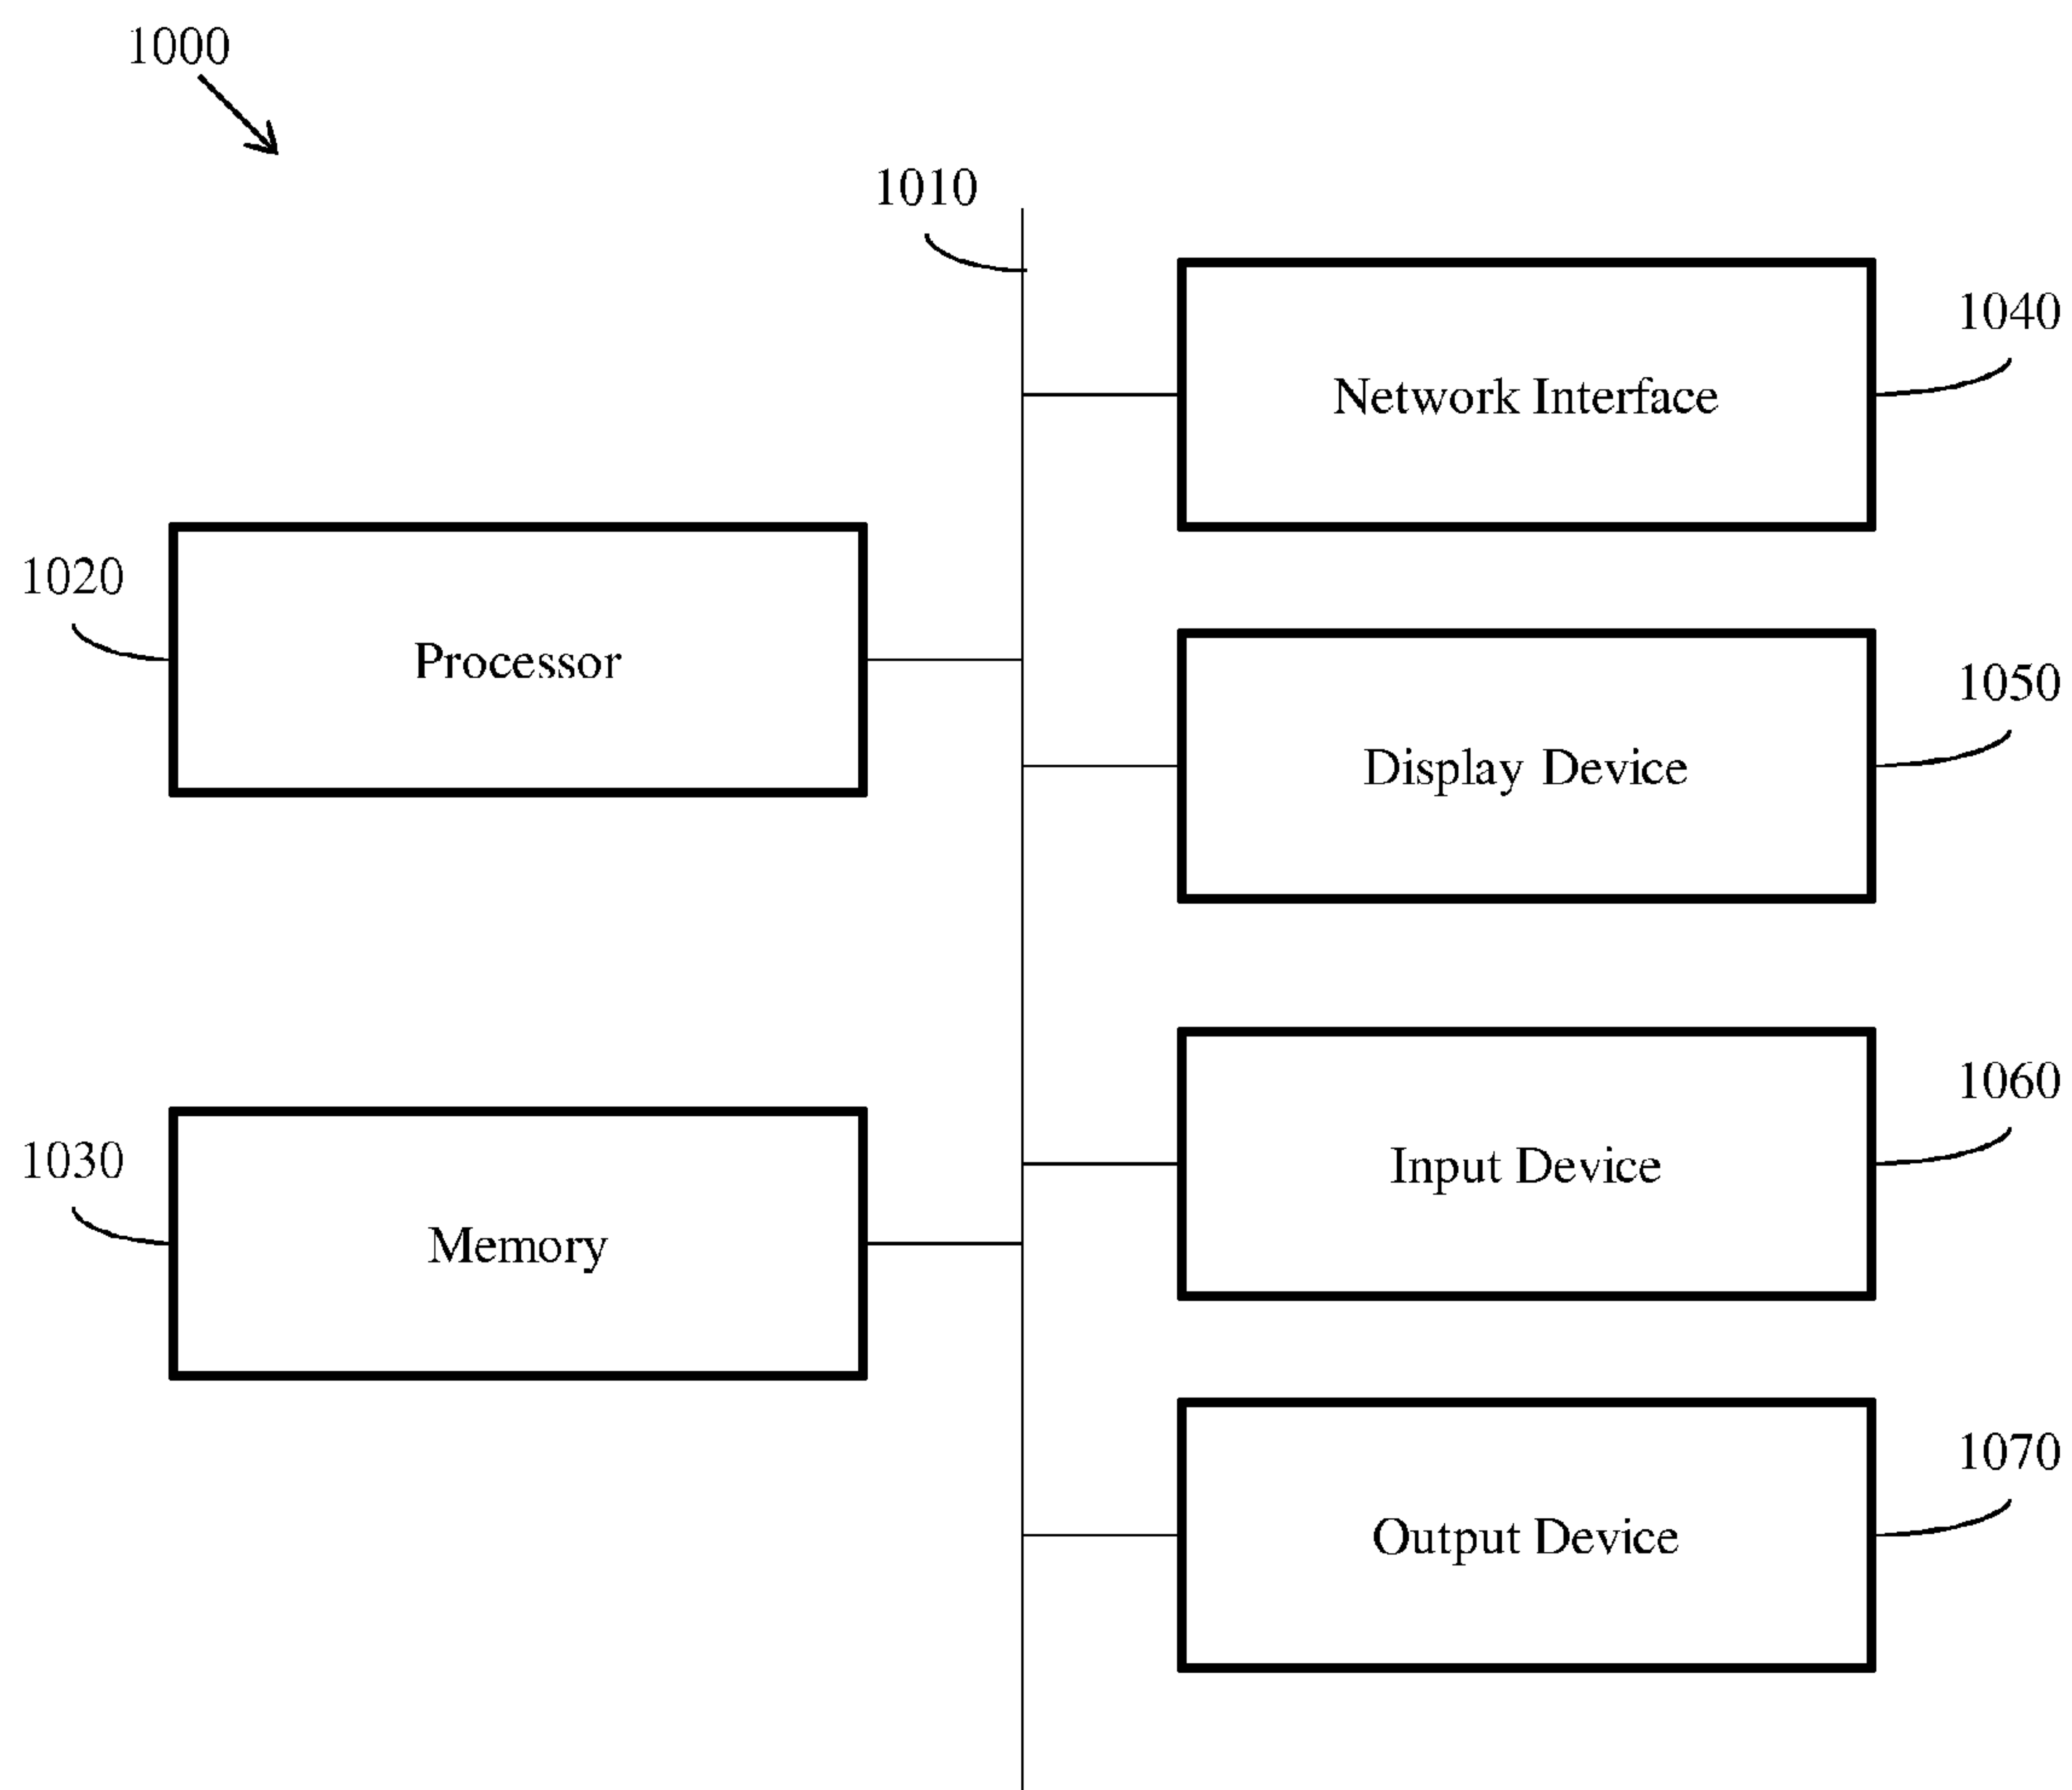 1000
1010
1040
Network Interface
1020
Processor
1050
Display Device
1060
Input Device
1030
Memory
1070
Output Device